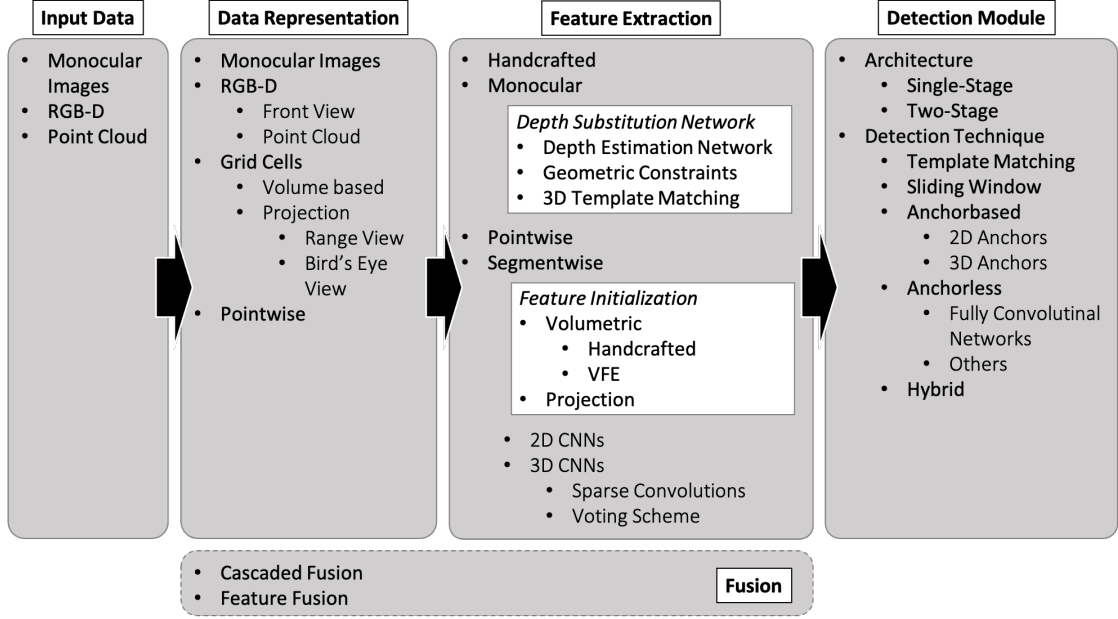 Input Data
Monocular
Images
RGB-D
Point Cloud
Data Representation
Monocular Images
RGB-D
Front View
Point Cloud
Grid Cells
Volume based
Projection
Range View
Bird's Eye
View
Pointwise
Feature Extraction
Handcrafted
Monocular
Depth Substitution Network
Depth Estimation Network
Geometric Constraints
3D Template Matching
Pointwise
Segmentwise
Feature Initialization
Volumetric
Handcrafted
VFE
Projection
2D CNNs
3D CNNs
Sparse Convolutions
Voting Scheme
Detection Module
Architecture
Single-Stage
Two-Stage
Detection Technique
Template Matching
Sliding Window
Anchorbased
2D Anchors
3D Anchors
Anchorless
Fully Convolutinal
Networks
Others
Hybrid
Cascaded Fusion
Feature Fusion
Fusion